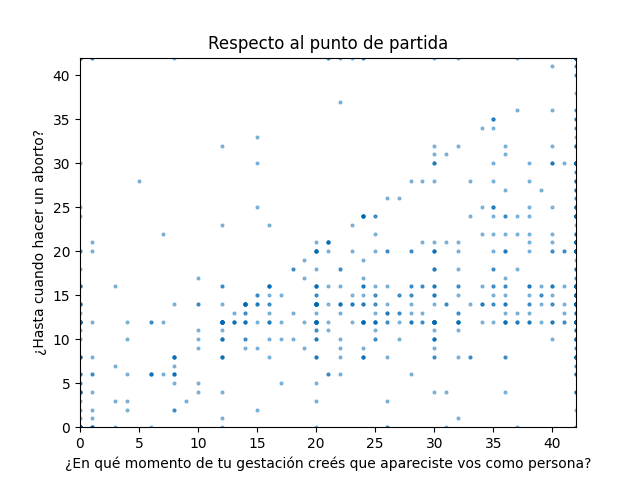 Respecto al punto de partida
¿Hasta cuando hacer un aborto?
40
35
30
25
20
15
10
5
0
0 5 10 15 20 25 30 35 40
¿En qué momento de tu gestación creés que apareciste vos como persona?